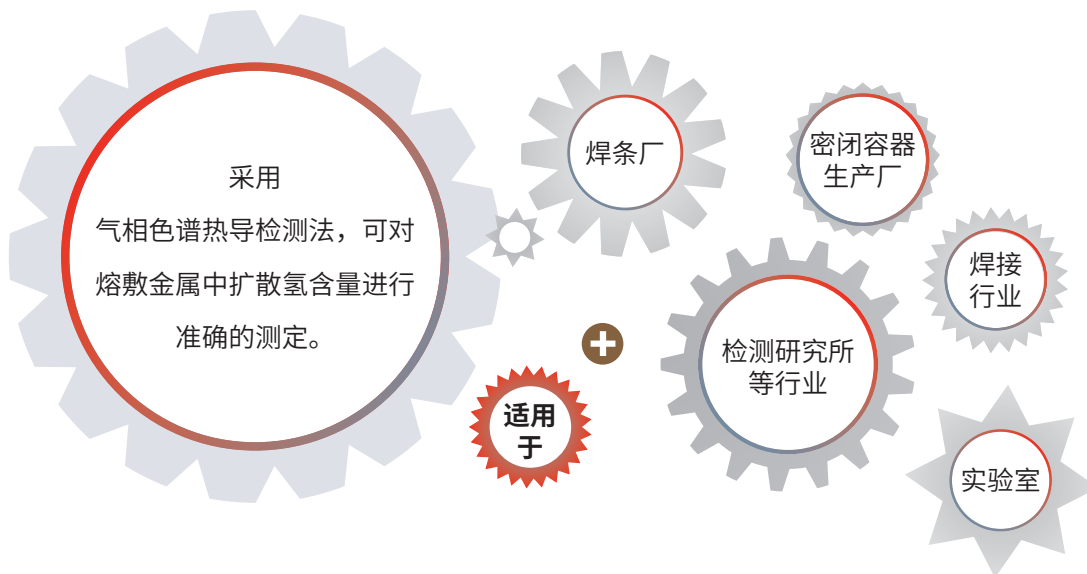 采用
气相色谱热导检测法，可对
熔敷金属中扩散氢含量进行
准确的测定。
适用
于
焊条厂
密闭容器
生产厂
焊接
行业
检测研究所
等行业
实验室